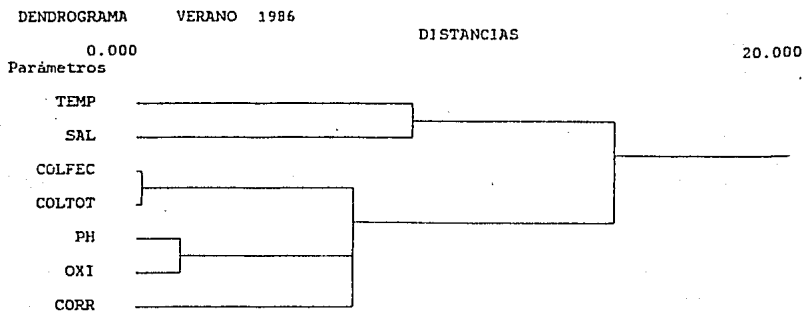 DENDROGRAMA VERANO 1986
DISTANCIAS
0.000 20.000
Parámetros
TEMP
SAL
COLFEC
COLTOT
PH
OXI
CORR